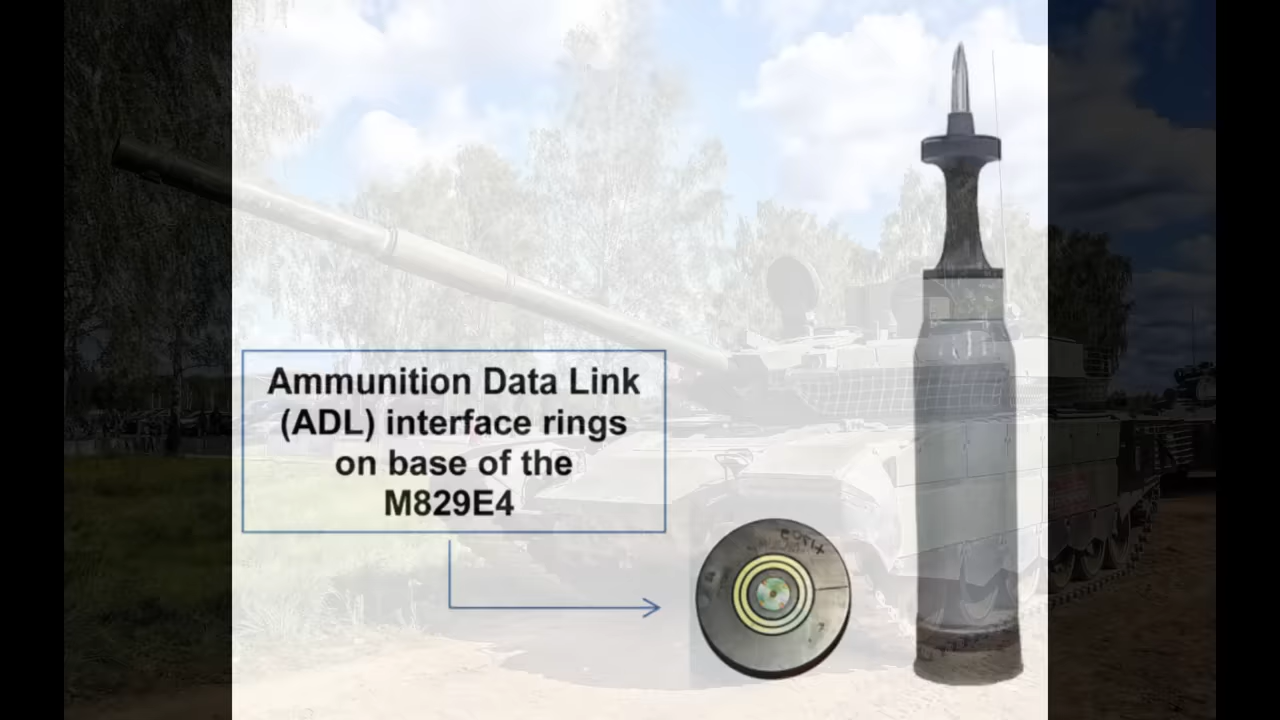 Ammunition Data Link
(ADL) interface rings
on base of the
M829E4